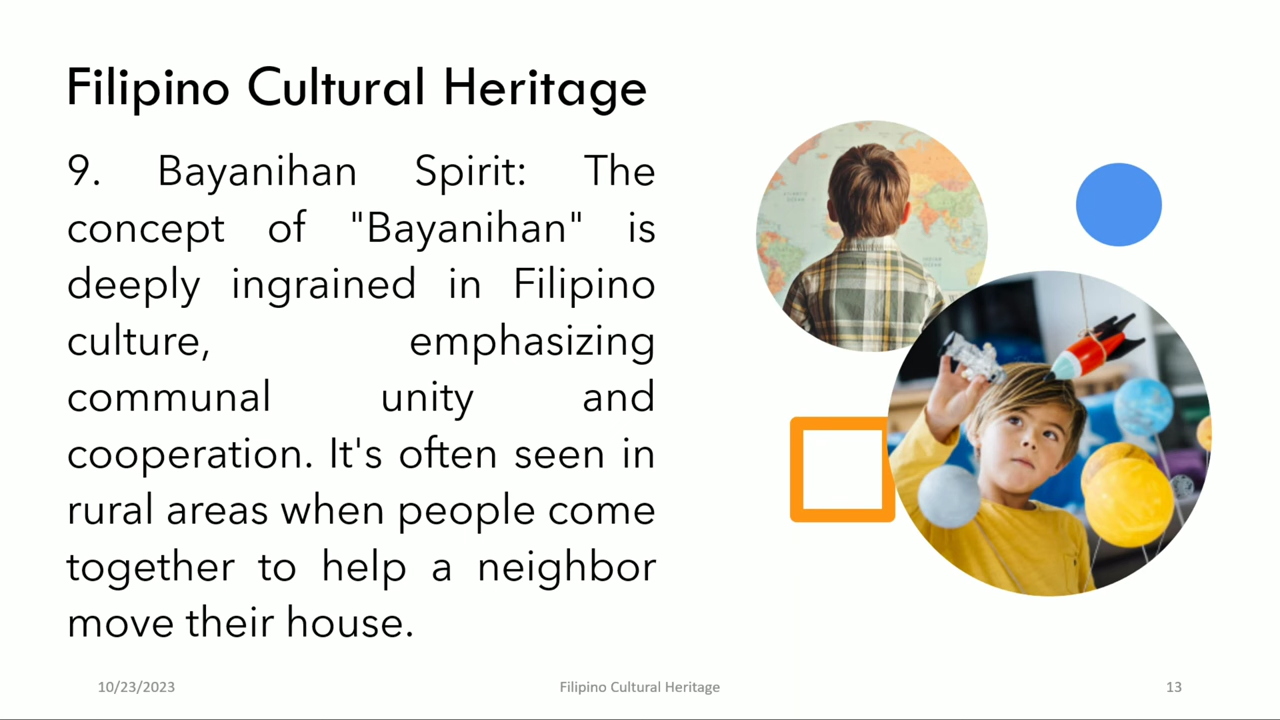 Filipino Cultural Heritage
9. Bayanihan Spirit: The
concept of "Bayanihan" is
deeply ingrained in Filipino
culture, emphasizing
communal unity and
cooperation. It's often seen in
rural areas when people come
together to help a neighbor
move their house.
10/23/2023
Filipino Cultural Heritage
13